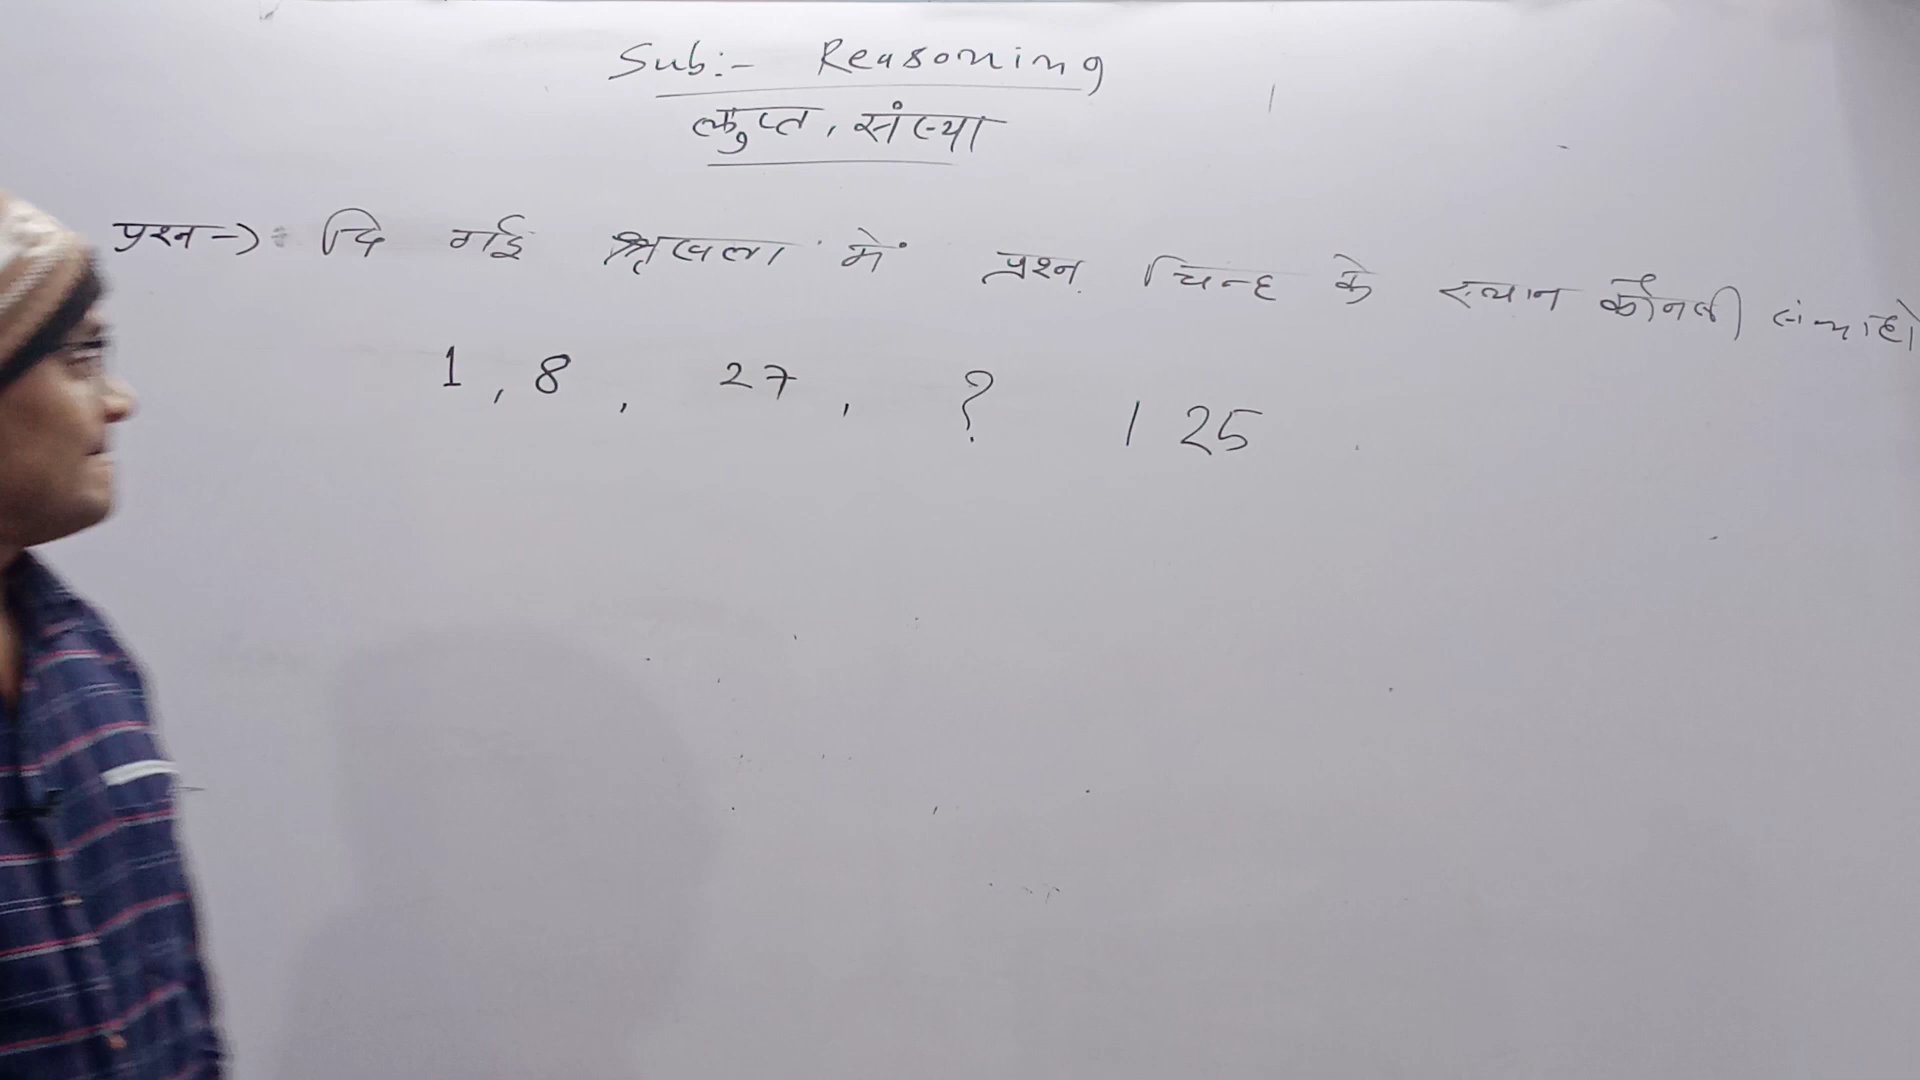 Sub:- Reasoning
लुप्त, संख्या
प्रश्न -> दि गई श्रृखला में प्रश्न चिन्ह के स्थान कौनसी
1 , 8 , 27 , ? 125